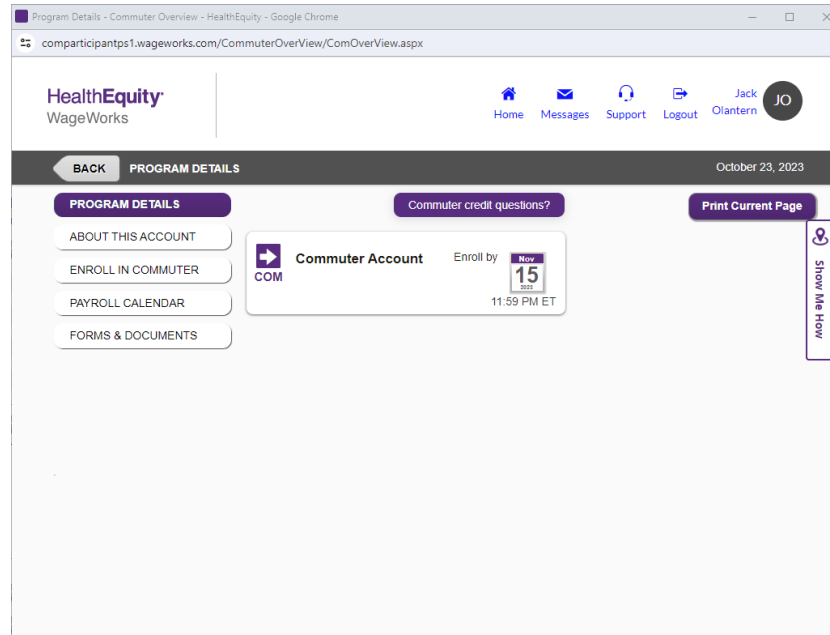 Program Details - Commuter Overview - HealthEquity - Google Chrome
comparticipantps1.wageworks.com/CommuterOverView/ComOverView.aspx
HealthEquity
WageWorks
Home
Messages
Support
Logout
Jack
Olantern
JO
BACK
PROGRAM DETAILS
October 23, 2023
PROGRAM DETAILS
ABOUT THIS ACCOUNT
ENROLL IN COMMUTER
PAYROLL CALENDAR
FORMS & DOCUMENTS
Commuter credit questions?
Print Current Page
COM
Commuter Account
Enroll by
Nov
15
2023
11:59 PM ET
Show Me How